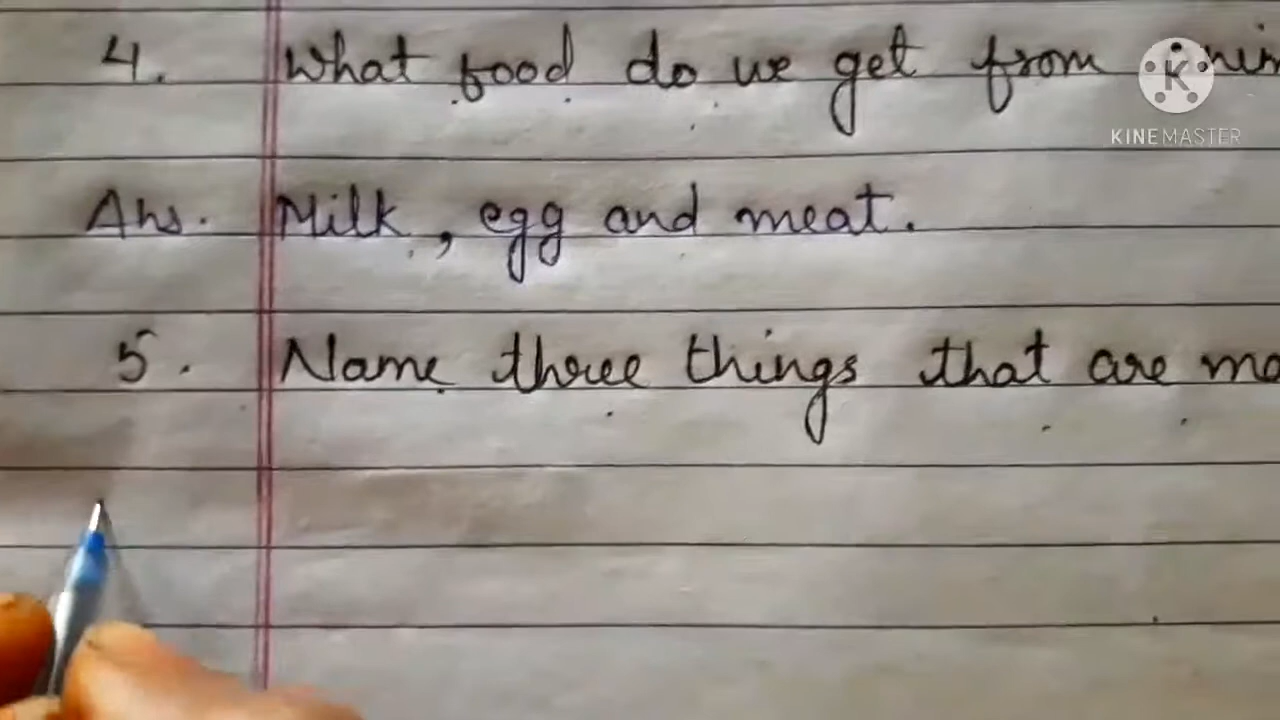 4. What food do we get from
KINEMASTER
Ans. Milk, egg and meat.
5. Name three things that are